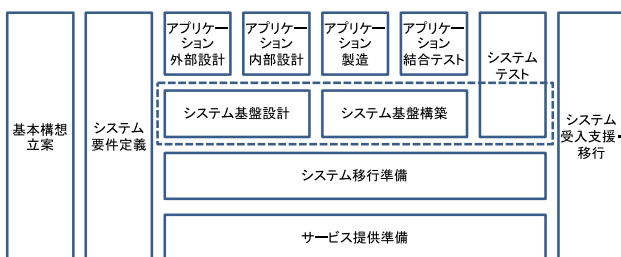 基本構想
立案
システム
要件定義
アプリケー
ション
外部設計
アプリケー
ション
内部設計
アプリケー
ション
製造
アプリケー
ション
結合テスト
システム
テスト
システム基盤設計
システム基盤構築
システム移行準備
サービス提供準備
システム
受入支援・
移行